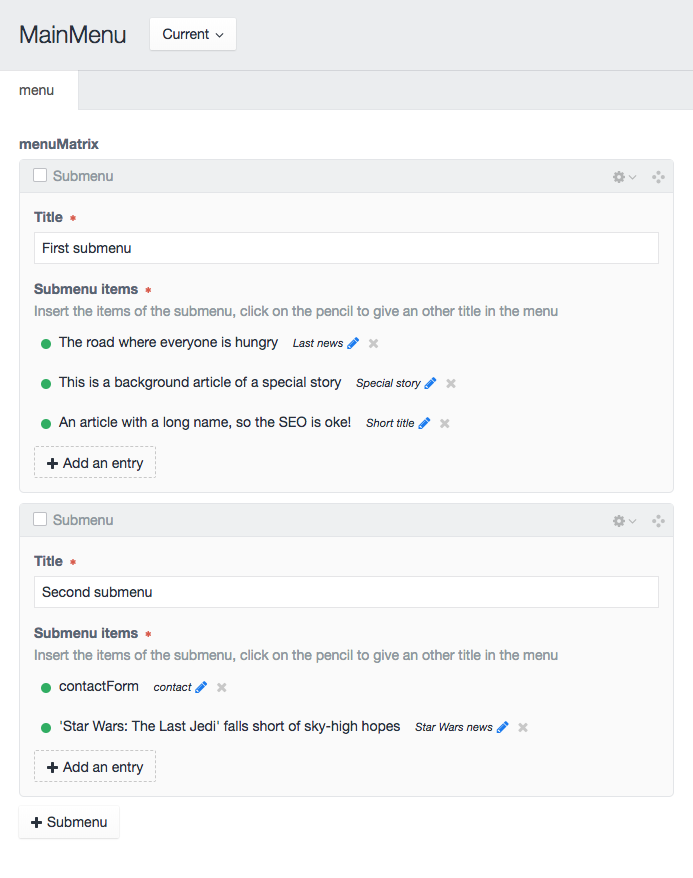 MainMenu Current
menu
menuMatrix
Submenu
Title *
First submenu
Submenu items *
Insert the items of the submenu, click on the pencil to give an other title in the menu
The road where everyone is hungry Last news
This is a background article of a special story Special story
An article with a long name, so the SEO is oke! Short title
+ Add an entry
Submenu
Title *
Second submenu
Submenu items *
Insert the items of the submenu, click on the pencil to give an other title in the menu
contactForm contact
'Star Wars: The Last Jedi' falls short of sky-high hopes Star Wars news
+ Add an entry
+ Submenu